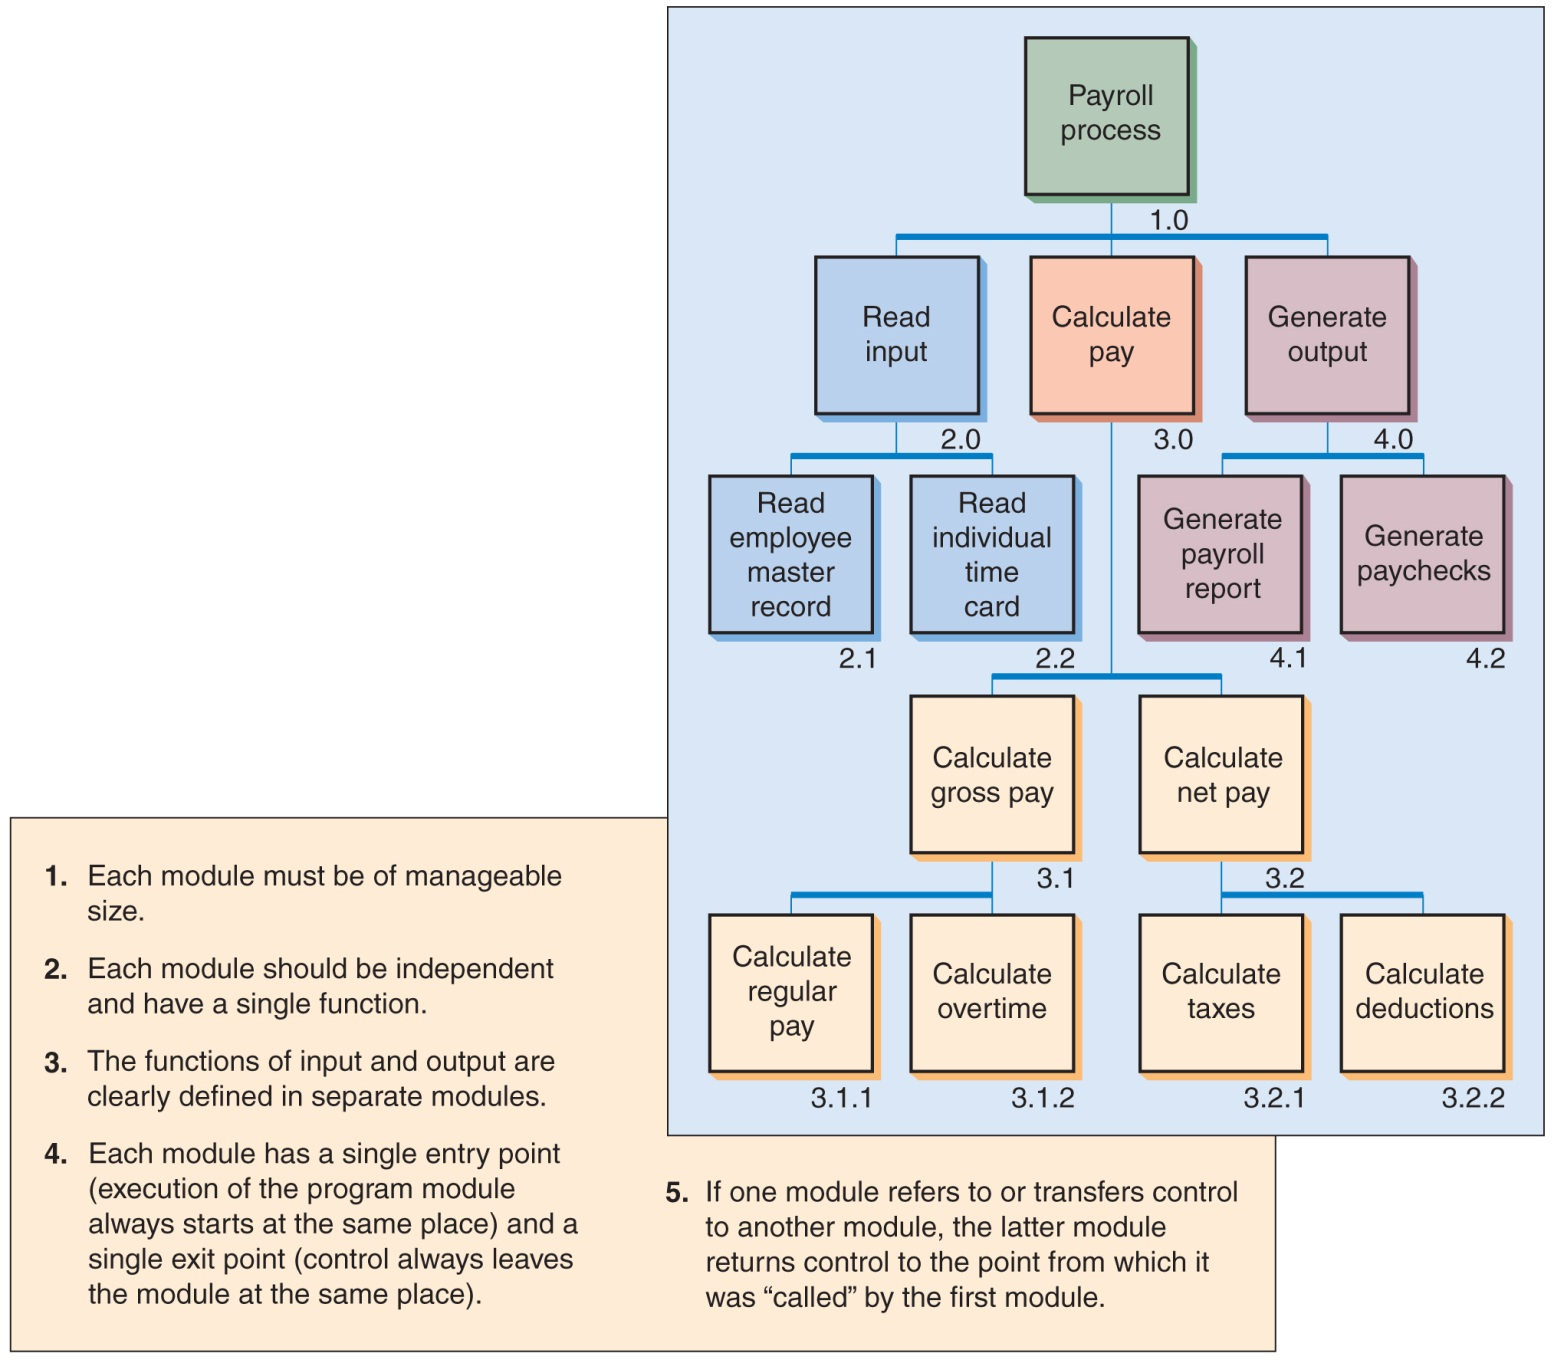 Payroll
process
1.0
Read
input
2.0
Calculate
pay
3.0
Generate
output
4.0
Read
employee
master
record
2.1
Read
individual
time
card
2.2
Generate
payroll
report
4.1
Generate
paychecks
4.2
Calculate
gross pay
3.1
Calculate
net pay
3.2
Calculate
regular
pay
3.1.1
Calculate
overtime
3.1.2
Calculate
taxes
3.2.1
Calculate
deductions
3.2.2
1. Each module must be of manageable
size.
2. Each module should be independent
and have a single function.
3. The functions of input and output are
clearly defined in separate modules.
4. Each module has a single entry point
(execution of the program module
always starts at the same place) and a
single exit point (control always leaves
the module at the same place).
5. If one module refers to or transfers control
to another module, the latter module
returns control to the point from which it
was “called” by the first module.